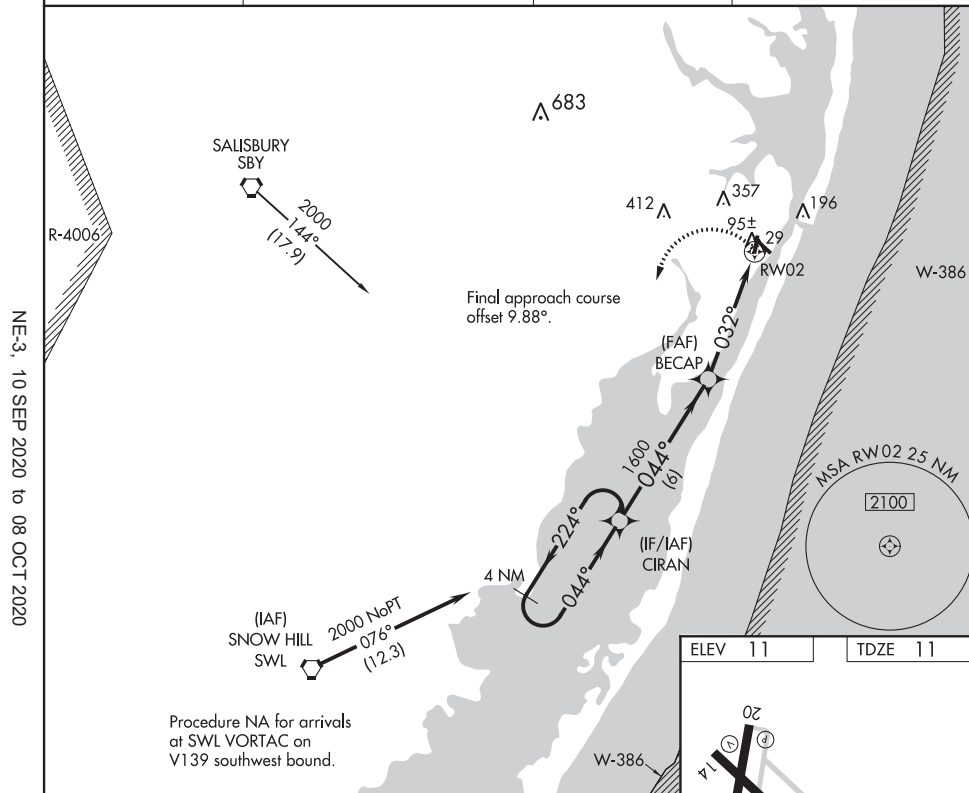 683
SALISBURY
SBY
2000
144°
(17.9)
412
357
196
95±
29
RW02
R-4006
W-386
Final approach course
offset 9.88°.
032°
(FAF)
BECAP
1600
044°
(6)
MSA RW02 25 NM
2100
224°
(IF/IAF)
CIRAN
4 NM
044°
(IAF)
SNOW HILL
SWL
2000 NoPT
076°
(12.3)
Procedure NA for arrivals
at SWL VORTAC on
V139 southwest bound.
W-386
ELEV 11
TDZE 11
20
P
V
14
NE-3, 10 SEP 2020 to 08 OCT 2020